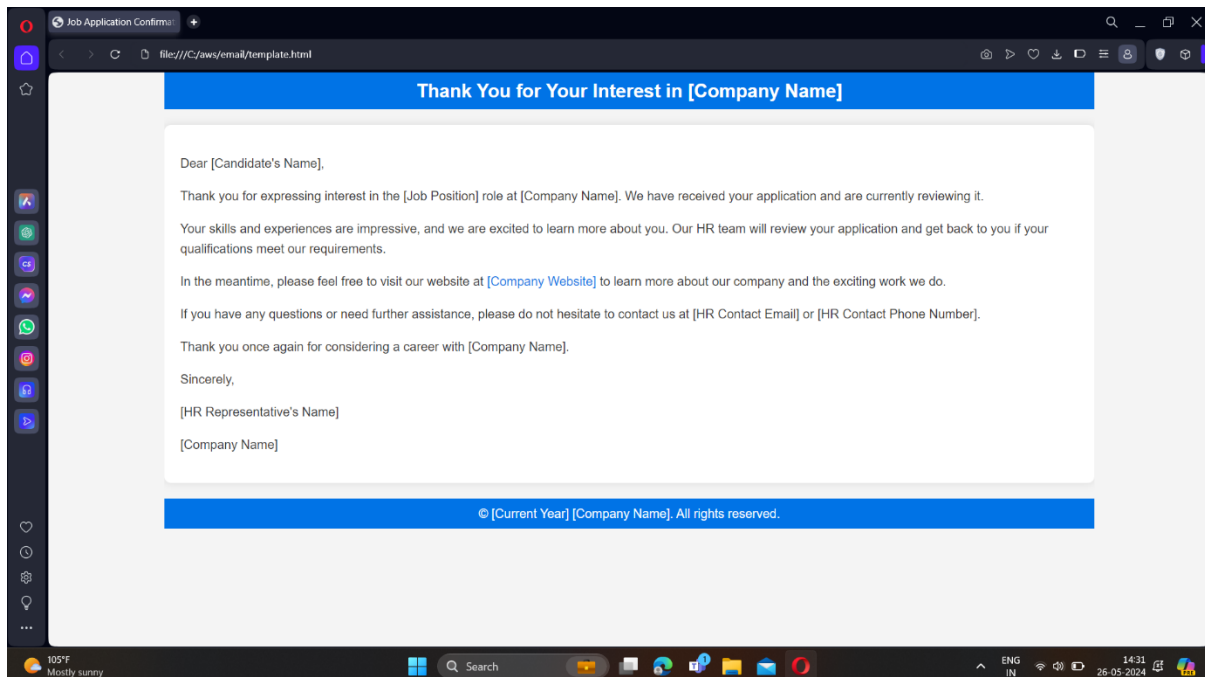 Job Application Confirmat
file:///C:/aws/email/template.html
Thank You for Your Interest in [Company Name]
Dear [Candidate's Name],
Thank you for expressing interest in the [Job Position] role at [Company Name]. We have received your application and are currently reviewing it.
Your skills and experiences are impressive, and we are excited to learn more about you. Our HR team will review your application and get back to you if your
qualifications meet our requirements.
In the meantime, please feel free to visit our website at [Company Website] to learn more about our company and the exciting work we do.
If you have any questions or need further assistance, please do not hesitate to contact us at [HR Contact Email] or [HR Contact Phone Number].
Thank you once again for considering a career with [Company Name].
Sincerely,
[HR Representative's Name]
[Company Name]
© [Current Year] [Company Name]. All rights reserved.
CS
105°F
Mostly sunny
Search
1
ENG
IN
14:31
26-05-2024
PRE